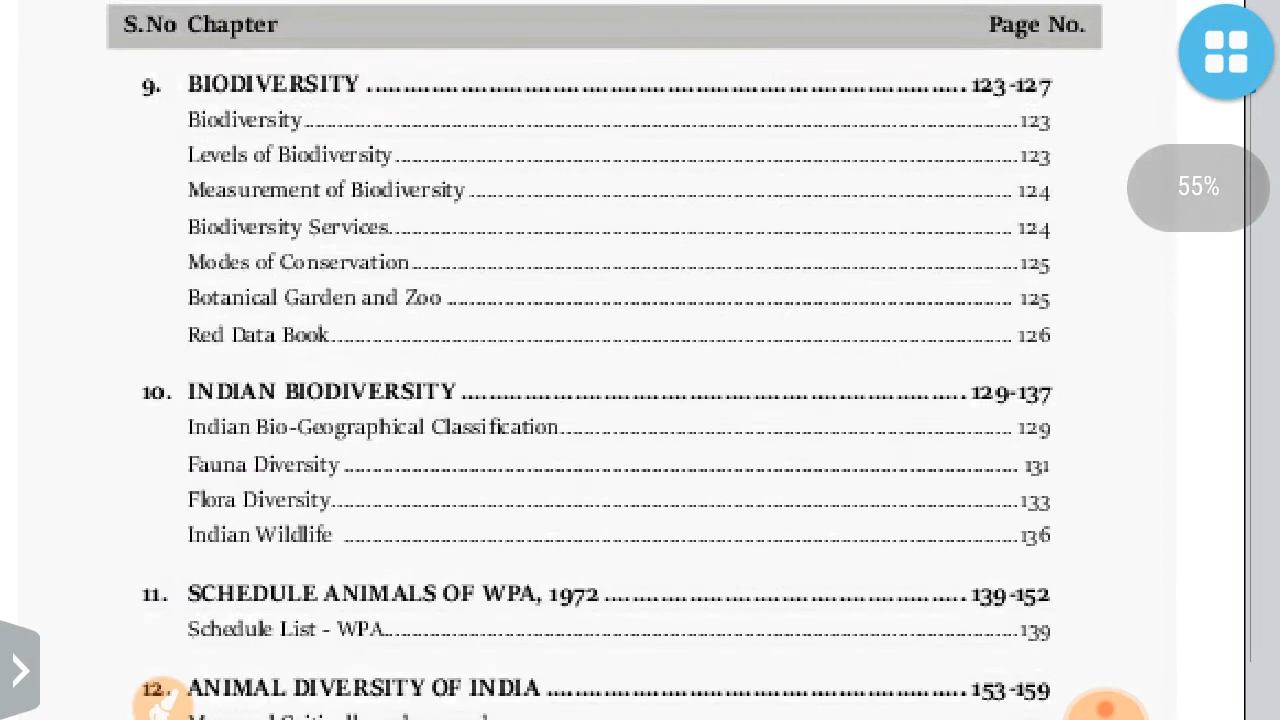 S.No Chapter Page No.
9. BIODIVERSITY ................................................................ 123-127
Biodiversity ................................................................ 123
Levels of Biodiversity ................................................................ 123
Measurement of Biodiversity ................................................................ 124
Biodiversity Services ................................................................ 124
Modes of Conservation ................................................................ 125
Botanical Garden and Zoo ................................................................ 125
Red Data Book ................................................................ 126
10. INDIAN BIODIVERSITY ................................................................ 129-137
Indian Bio-Geographical Classification ................................................................ 129
Fauna Diversity ................................................................ 131
Flora Diversity ................................................................ 133
Indian Wildlife ................................................................ 136
11. SCHEDULE ANIMALS OF WPA, 1972 ................................................................ 139-152
Schedule List - WPA ................................................................ 139
12. ANIMAL DIVERSITY OF INDIA ................................................................ 153-159
55%